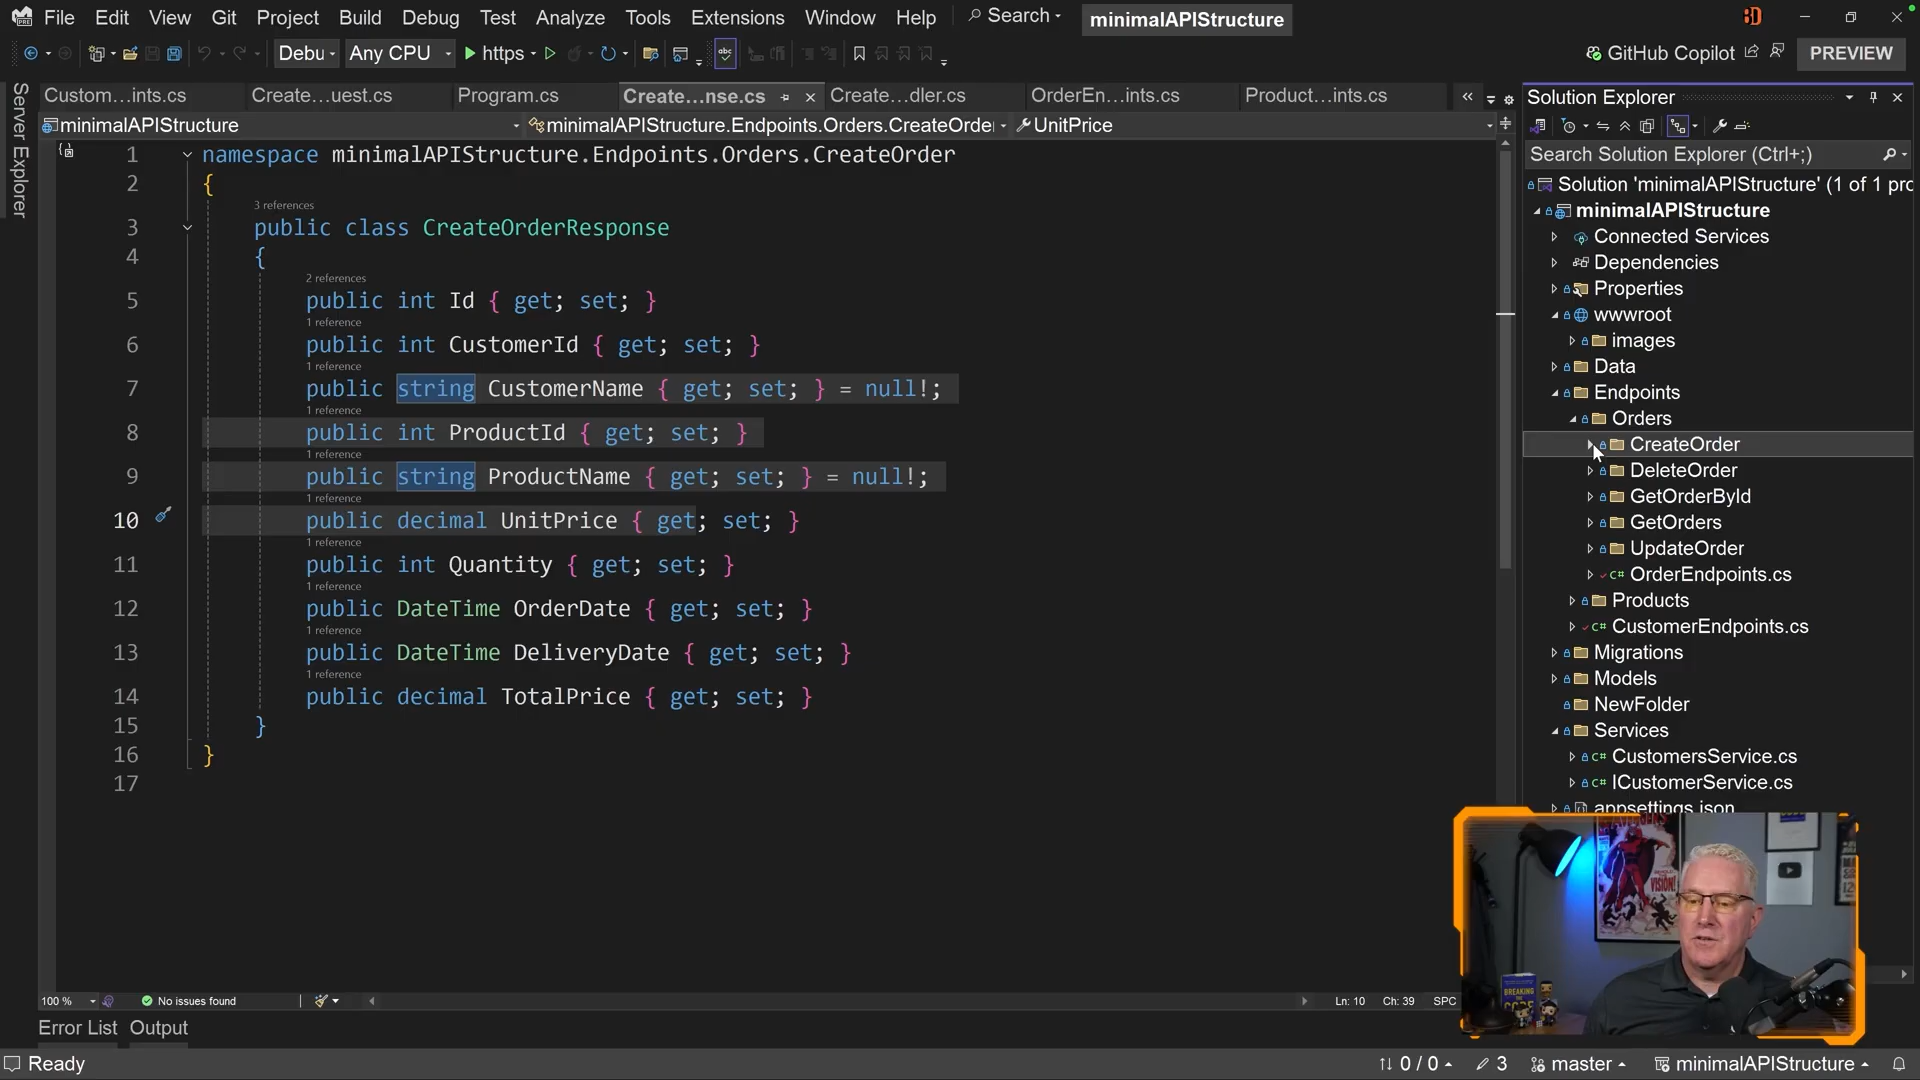 File Edit View Git Project Build Debug Test Analyze Tools Extensions Window Help Search minimalAPIStructure
Debu Any CPU https GitHub Copilot PREVIEW
Server Explorer
Custom…ints.cs Create…uest.cs Program.cs Create…nse.cs Create…dler.cs OrderEn…ints.cs Product…ints.cs
minimalAPIStructure minimalAPIStructure.Endpoints.Orders.CreateOrde UnitPrice
1 namespace minimalAPIStructure.Endpoints.Orders.CreateOrder
2 {
3 references
3 public class CreateOrderResponse
4 {
2 references
5 public int Id { get; set; }
1 reference
6 public int CustomerId { get; set; }
1 reference
7 public string CustomerName { get; set; } = null!;
1 reference
8 public int ProductId { get; set; }
1 reference
9 public string ProductName { get; set; } = null!;
1 reference
10 public decimal UnitPrice { get; set; }
1 reference
11 public int Quantity { get; set; }
1 reference
12 public DateTime OrderDate { get; set; }
1 reference
13 public DateTime DeliveryDate { get; set; }
1 reference
14 public decimal TotalPrice { get; set; }
15 }
16 }
17
Solution Explorer
Search Solution Explorer (Ctrl+;)
Solution 'minimalAPIStructure' (1 of 1 pro
minimalAPIStructure
Connected Services
Dependencies
Properties
wwwroot
images
Data
Endpoints
Orders
CreateOrder
DeleteOrder
GetOrderById
GetOrders
UpdateOrder
C# OrderEndpoints.cs
Products
C# CustomerEndpoints.cs
Migrations
Models
NewFolder
Services
C# CustomersService.cs
C# ICustomerService.cs
appsettings.json
VISION!
BREAKING
THE
CODE
100 % No issues found Ln: 10 Ch: 39 SPC
Error List Output
Ready 0 / 0 3 master minimalAPIStructure